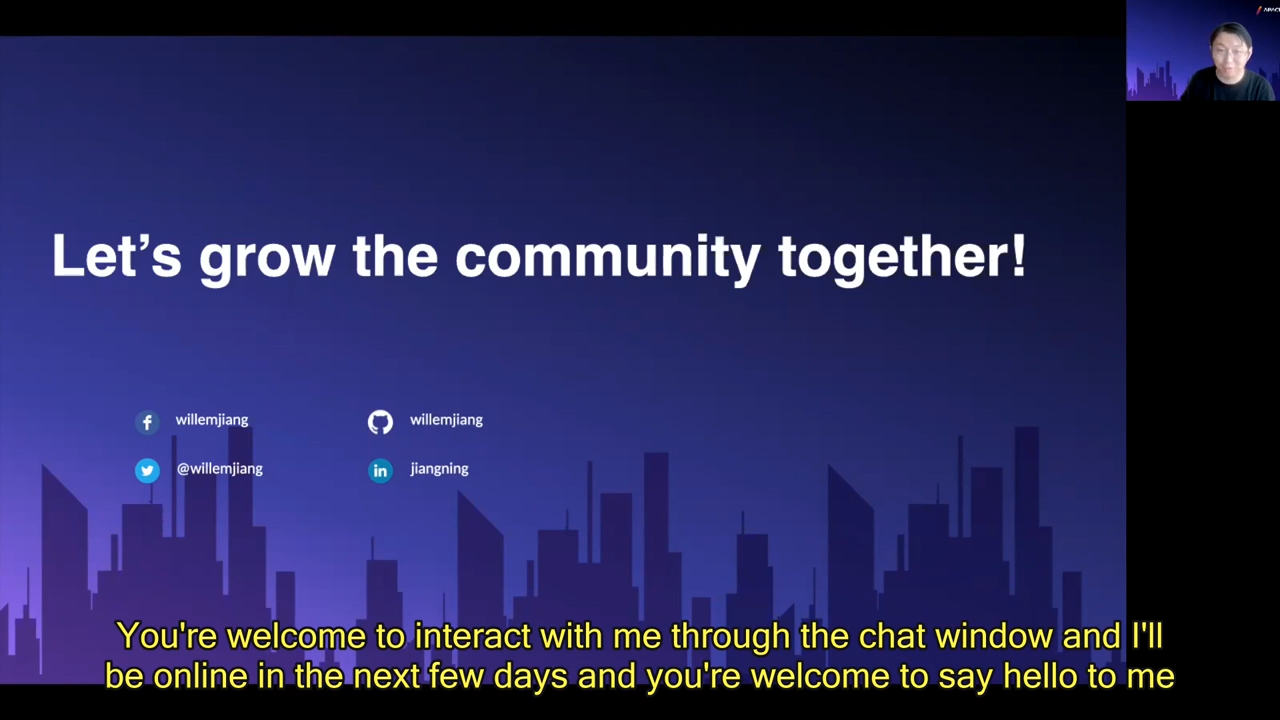 Let’s grow the community together!
willemjiang
willemjiang
@willemjiang
jiangning
You're welcome to interact with me through the chat window and I'll
be online in the next few days and you're welcome to say hello to me